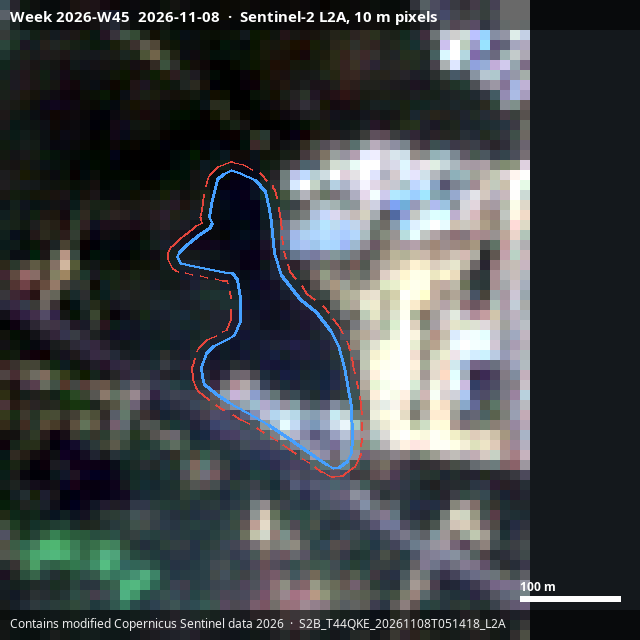 Week 2026-W45  2026-11-08  ·  Sentinel-2 L2A, 10 m pixels
100 m
Contains modified Copernicus Sentinel data 2026  ·  S2B_T44QKE_20261108T051418_L2A